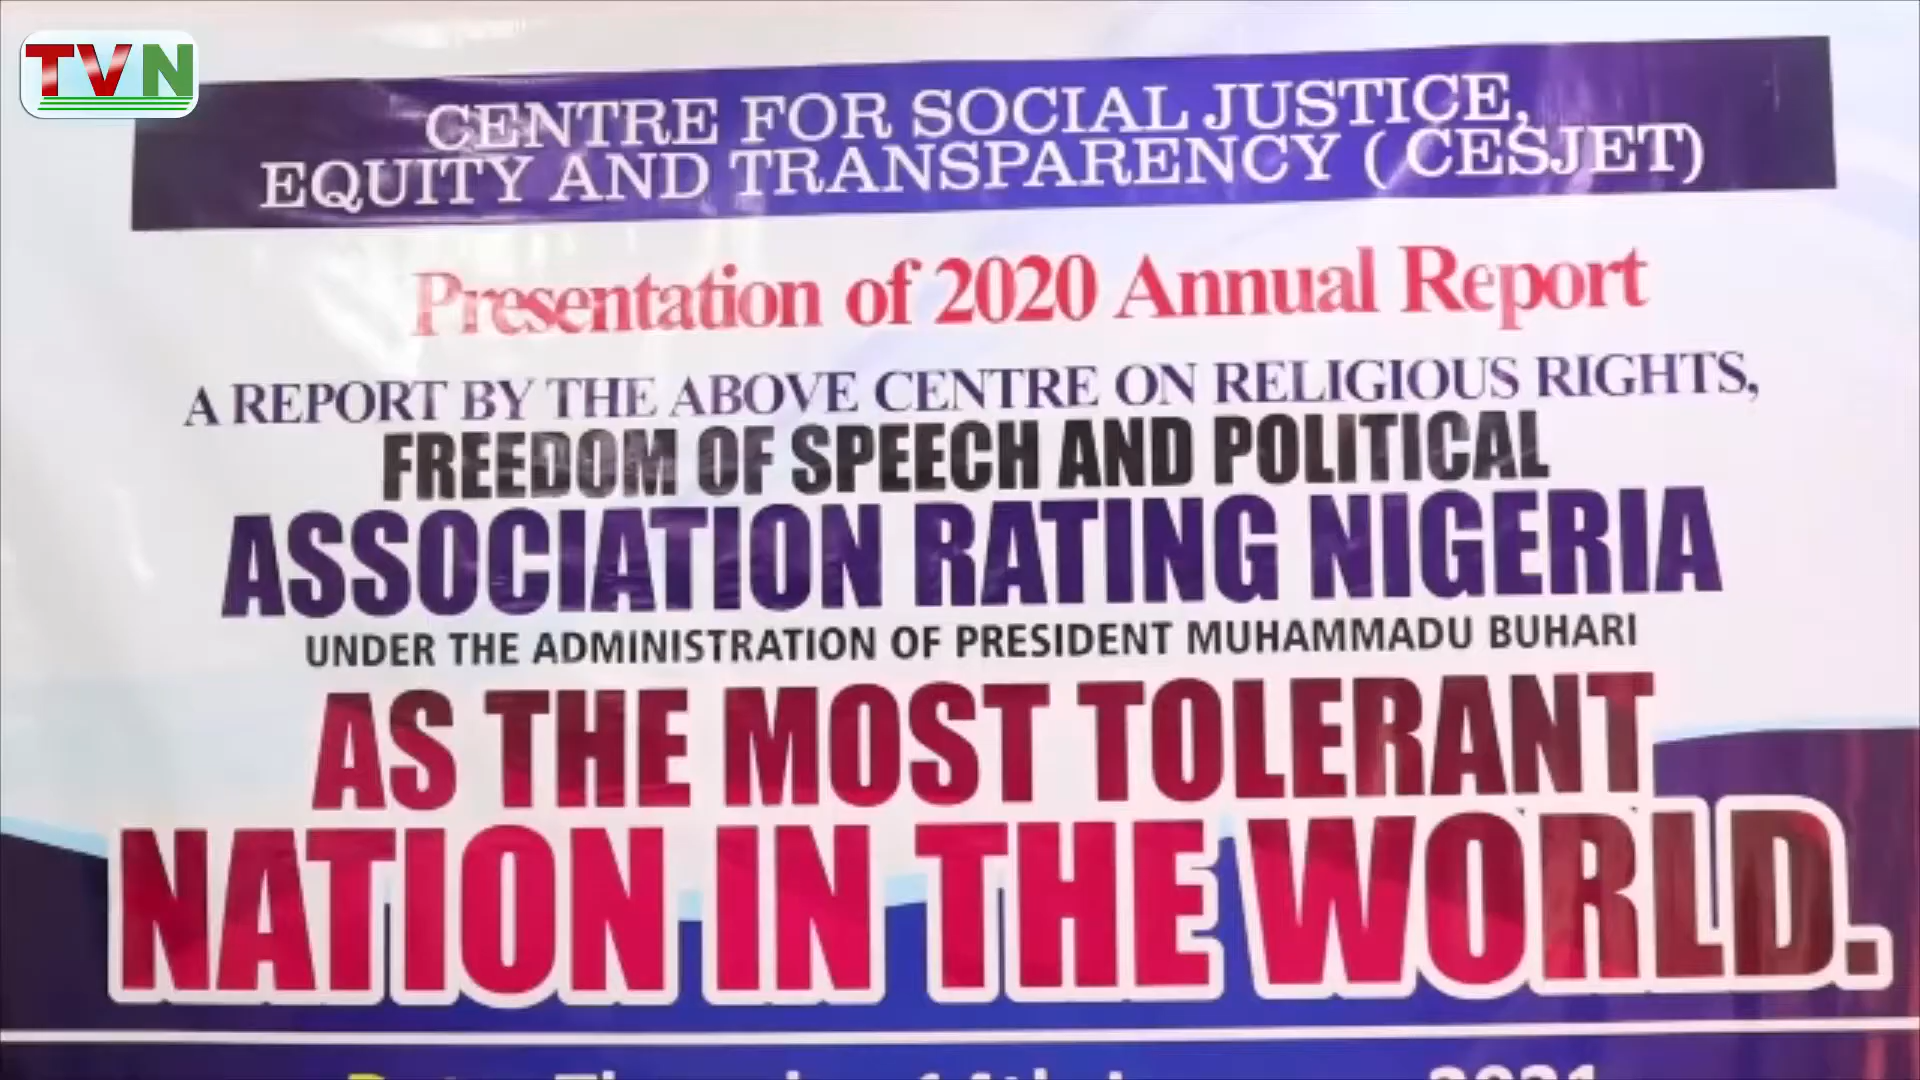 TVN
CENTRE FOR SOCIAL JUSTICE,
EQUITY AND TRANSPARENCY ( CESJET)
Presentation of 2020 Annual Report
A REPORT BY THE ABOVE CENTRE ON RELIGIOUS RIGHTS,
FREEDOM OF SPEECH AND POLITICAL
ASSOCIATION RATING NIGERIA
UNDER THE ADMINISTRATION OF PRESIDENT MUHAMMADU BUHARI
AS THE MOST TOLERANT
NATION IN THE WORLD.
2021